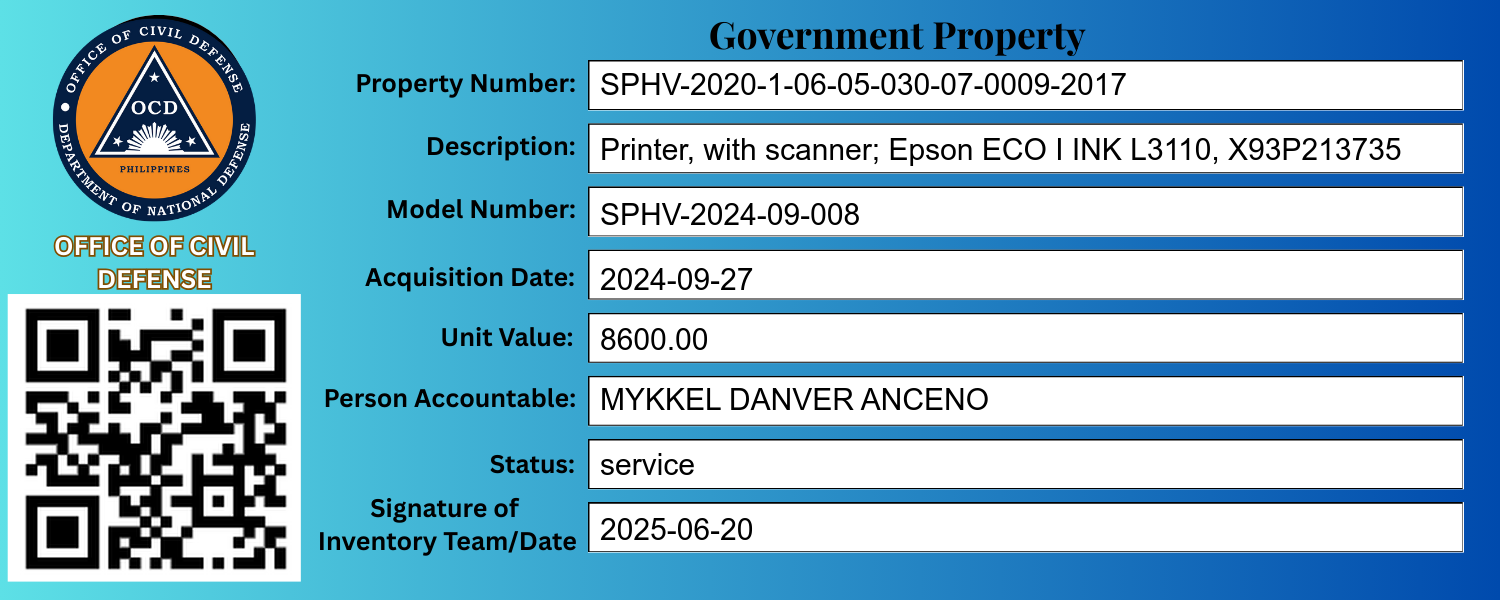 OFFICE OF CIVIL DEFENSE
OCD
PHILIPPINES
DEPARTMENT OF NATIONAL DEFENSE
OFFICE OF CIVIL
DEFENSE
Government Property
Property Number: SPHV-2020-1-06-05-030-07-0009-2017
Description: Printer, with scanner; Epson ECO I INK L3110, X93P213735
Model Number: SPHV-2024-09-008
Acquisition Date: 2024-09-27
Unit Value: 8600.00
Person Accountable: MYKKEL DANVER ANCENO
Status: service
Signature of
Inventory Team/Date 2025-06-20